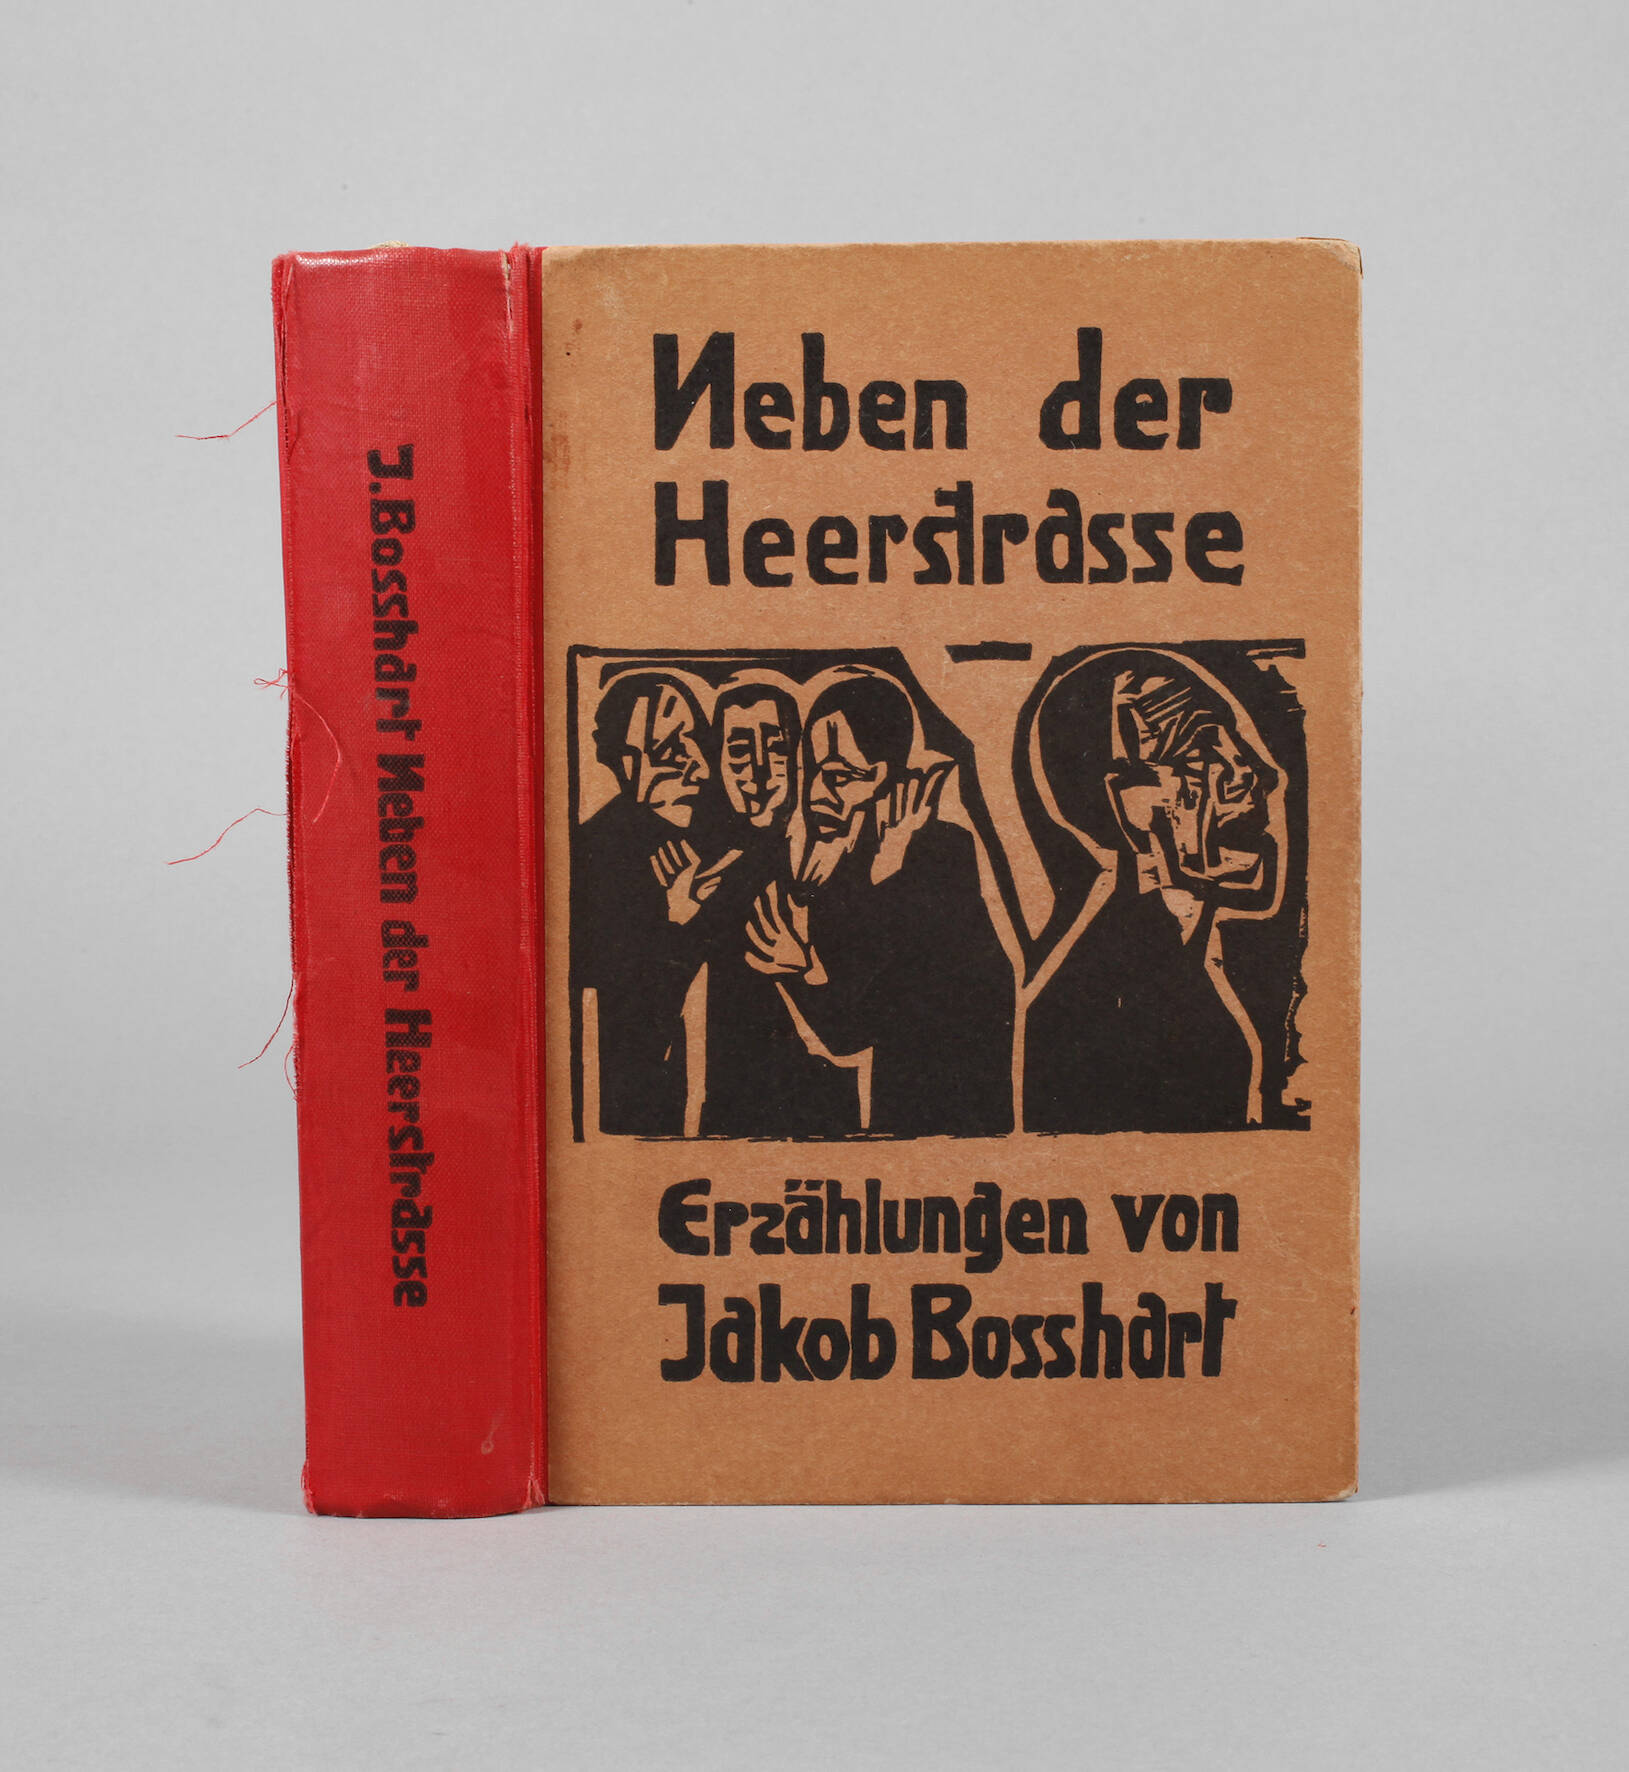 J. Bosshart Neben der Heerstrasse
Neben der
Heerstrasse
Erzählungen von
Jakob Bosshart